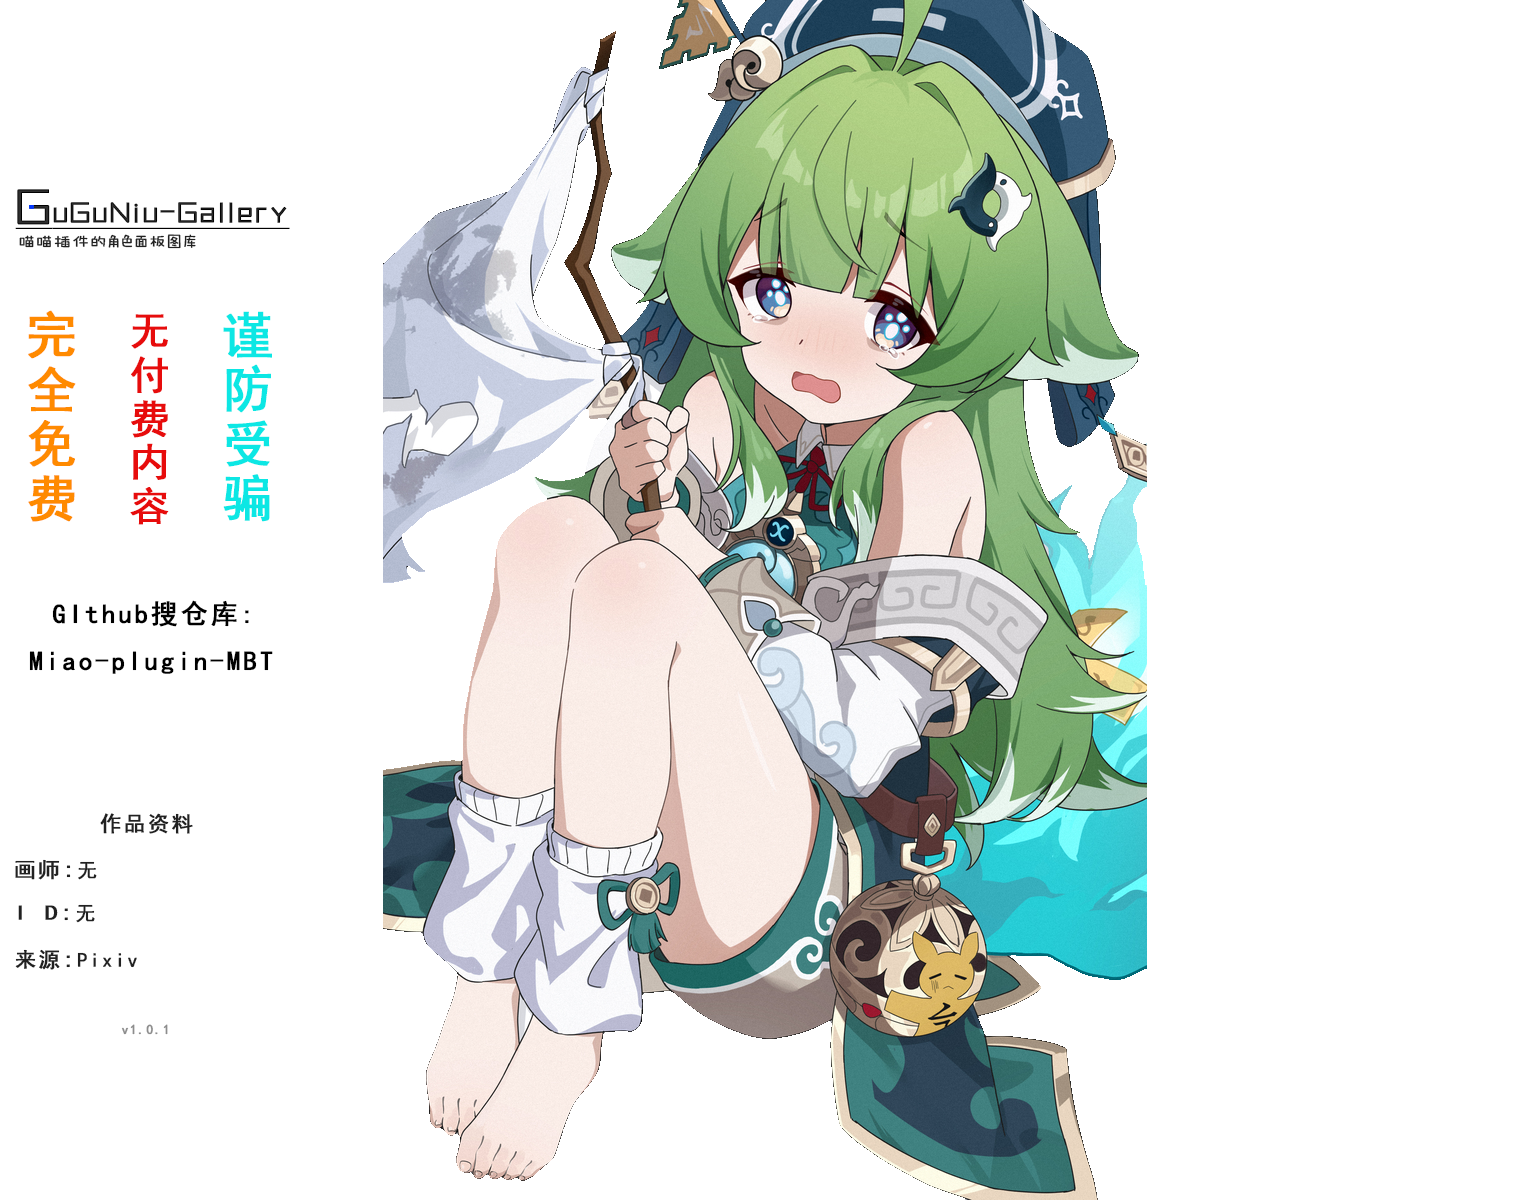 GuGuNiu-Gallery
喵喵插件的角色面板图库
完全免费
无付费内容
谨防受骗
GIthub搜仓库:
Miao-plugin-MBT
作品资料
画师:无
I D:无
来源:Pixiv
v1.0.1